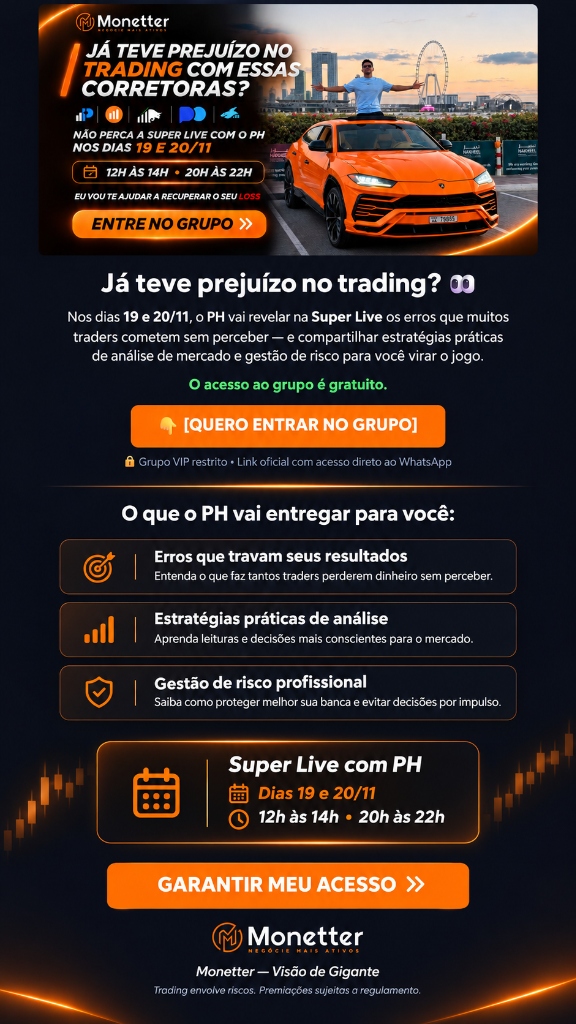 Monetter
NEGOCIE MAIS ATIVOS
JÁ TEVE PREJUÍZO NO
TRADING COM ESSAS
CORRETORAS?
NÃO PERCA A SUPER LIVE COM O PH
NOS DIAS 19 E 20/11
12H ÀS 14H • 20H ÀS 22H
EU VOU TE AJUDAR A RECUPERAR O SEU LOSS
ENTRE NO GRUPO
NAKHEEL
NAKHEEL
Já teve prejuízo no trading? 👀
Nos dias 19 e 20/11, o PH vai revelar na Super Live os erros que muitos
traders cometem sem perceber — e compartilhar estratégias práticas
de análise de mercado e gestão de risco para você virar o jogo.
O acesso ao grupo é gratuito.
👇 [QUERO ENTRAR NO GRUPO]
🔒 Grupo VIP restrito • Link oficial com acesso direto ao WhatsApp
O que o PH vai entregar para você:
Erros que travam seus resultados
Entenda o que faz tantos traders perderem dinheiro sem perceber.
Estratégias práticas de análise
Aprenda leituras e decisões mais conscientes para o mercado.
Gestão de risco profissional
Saiba como proteger melhor sua banca e evitar decisões por impulso.
Super Live com PH
Dias 19 e 20/11
12h às 14h • 20h às 22h
GARANTIR MEU ACESSO
Monetter
NEGÓCIE MAIS ATIVOS
Monetter — Visão de Gigante
Trading envolve riscos. Premiações sujeitas a regulamento.